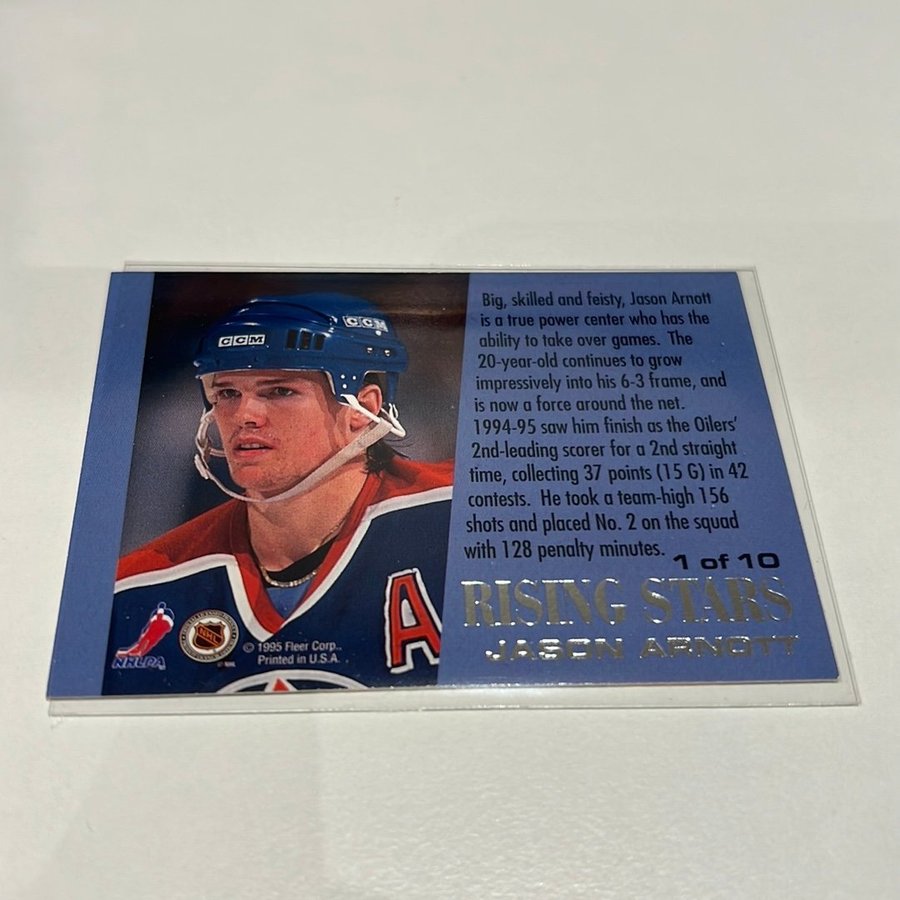 CCM
CCM
Big, skilled and feisty, Jason Arnott
is a true power center who has the
ability to take over games. The
20-year-old continues to grow
impressively into his 6-3 frame, and
is now a force around the net.
1994-95 saw him finish as the Oilers'
2nd-leading scorer for a 2nd straight
time, collecting 37 points (15 G) in 42
contests. He took a team-high 156
shots and placed No. 2 on the squad
with 128 penalty minutes.
1 of 10
RISING STARS
JASON ARNOTT
A
NHLPA
NHL
© NHL
© 1995 Fleer Corp..
Printed in U.S.A.